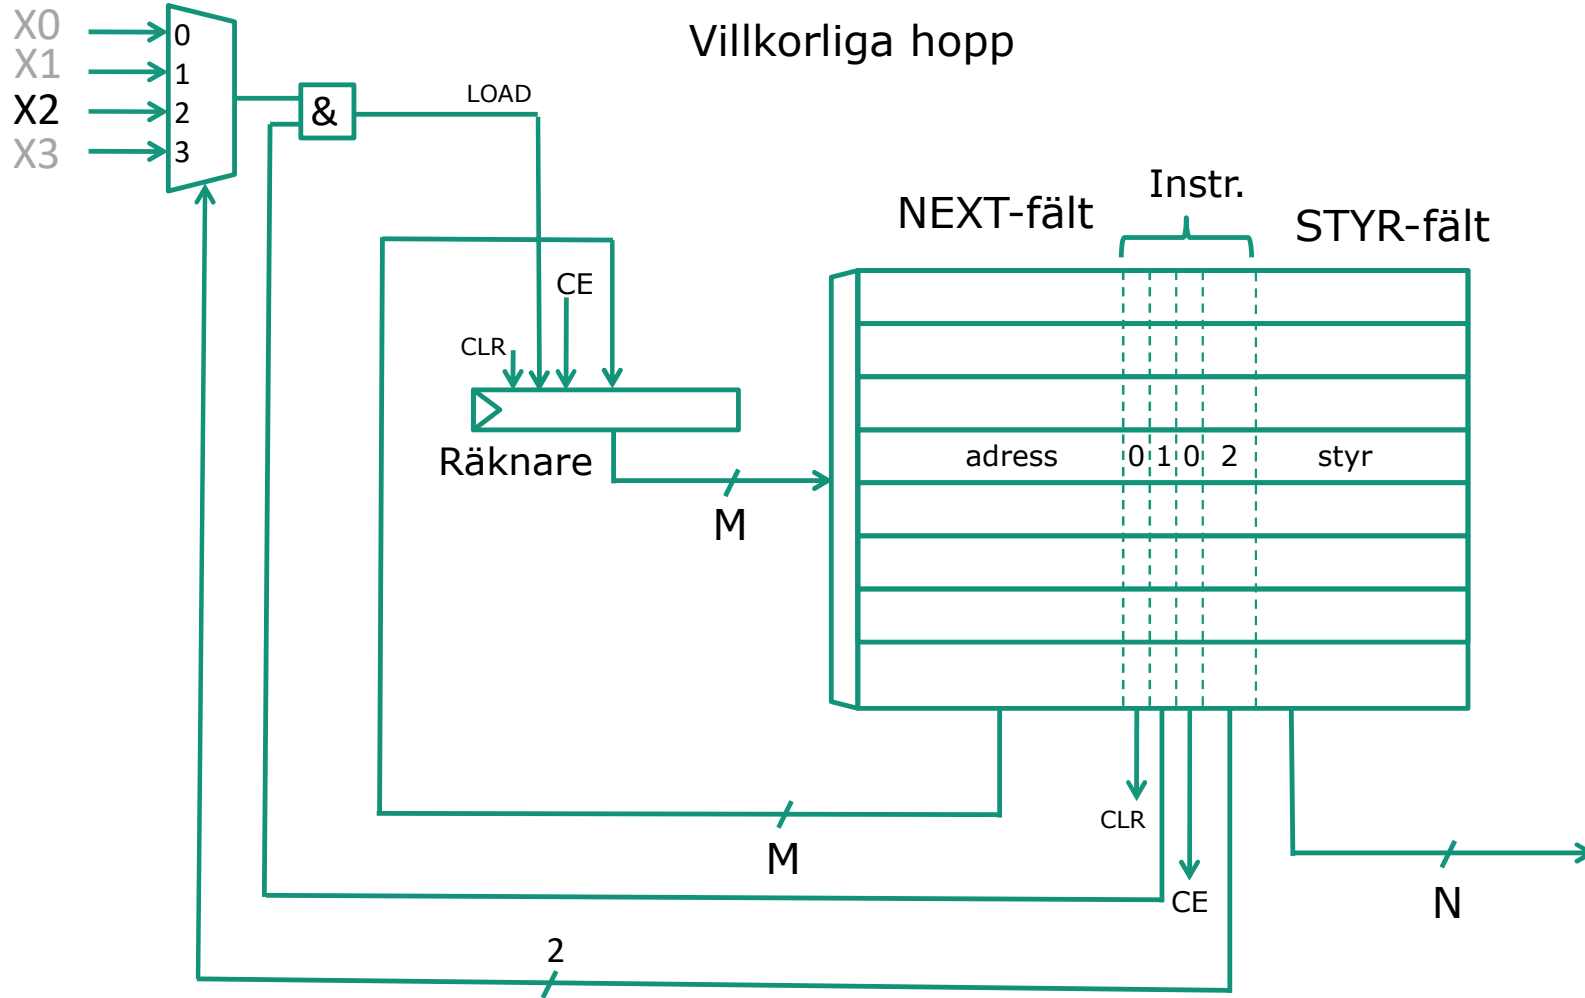 Villkorliga hopp
X0
X1
X2
X3
0
1
2
3
&
LOAD
CE
CLR
Räknare
M
NEXT-fält
Instr.
STYR-fält
adress 0 1 0 2 styr
CLR
CE
M
N
2